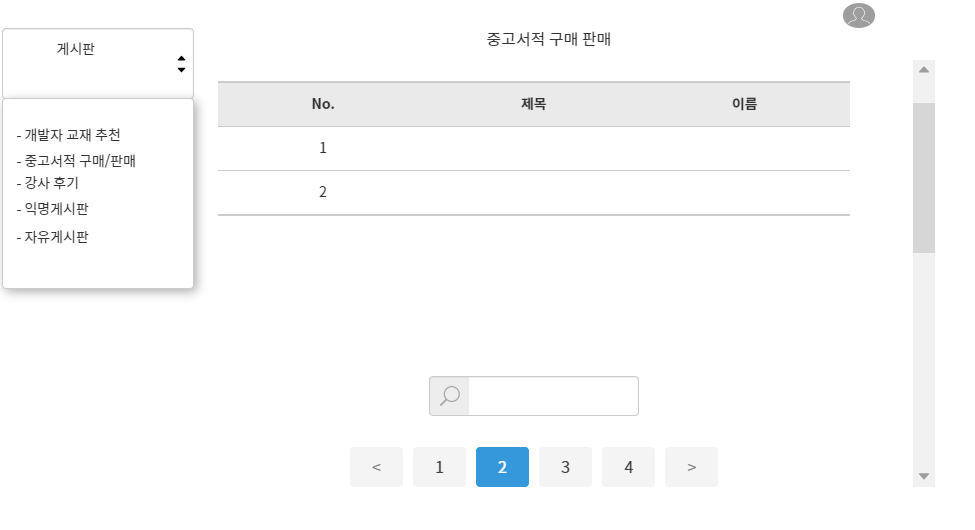 게시판
- 개발자 교재 추천
- 중고서적 구매/판매
- 강사 후기
- 익명게시판
- 자유게시판
중고서적 구매 판매
No. 제목 이름
1
2
< 1 2 3 4 >